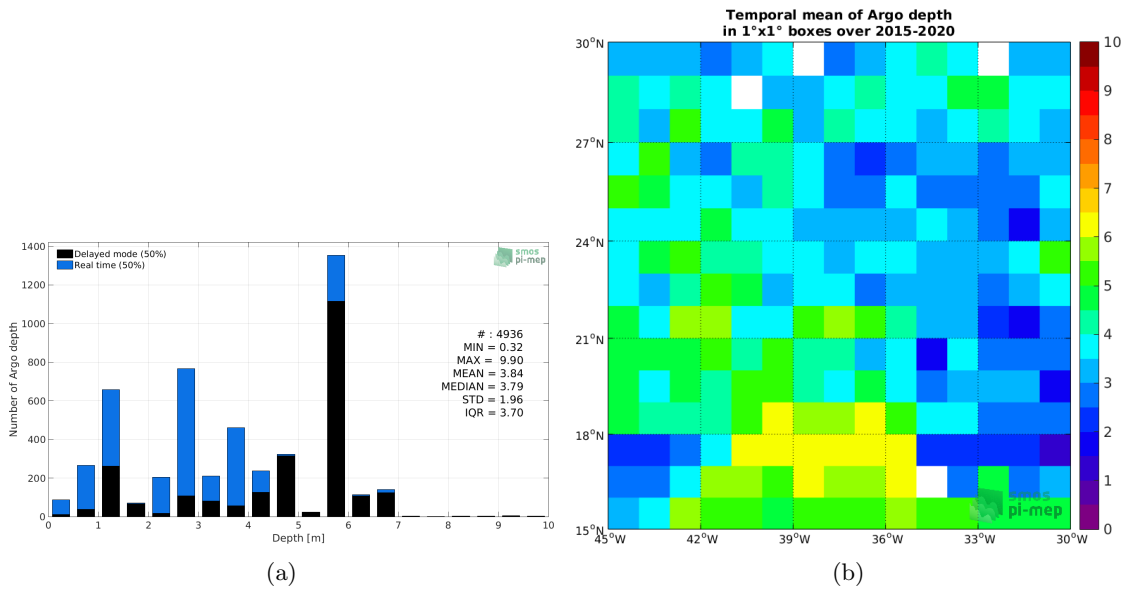 Temporal mean of Argo depth
in 1°x1° boxes over 2015-2020
1400
1200
1000
800
600
400
200
0
Number of Argo depth
Delayed mode (50%)
Real time (50%)
smos
pi-mep
# : 4936
MIN = 0.32
MAX = 9.90
MEAN = 3.84
MEDIAN = 3.79
STD = 1.96
IQR = 3.70
0 1 2 3 4 5 6 7 8 9 10
Depth [m]
(a)
30°N
27°N
24°N
21°N
18°N
15°N
45°W 42°W 39°W 36°W 33°W 30°W
smos
pi-mep
10
9
8
7
6
5
4
3
2
1
0
(b)